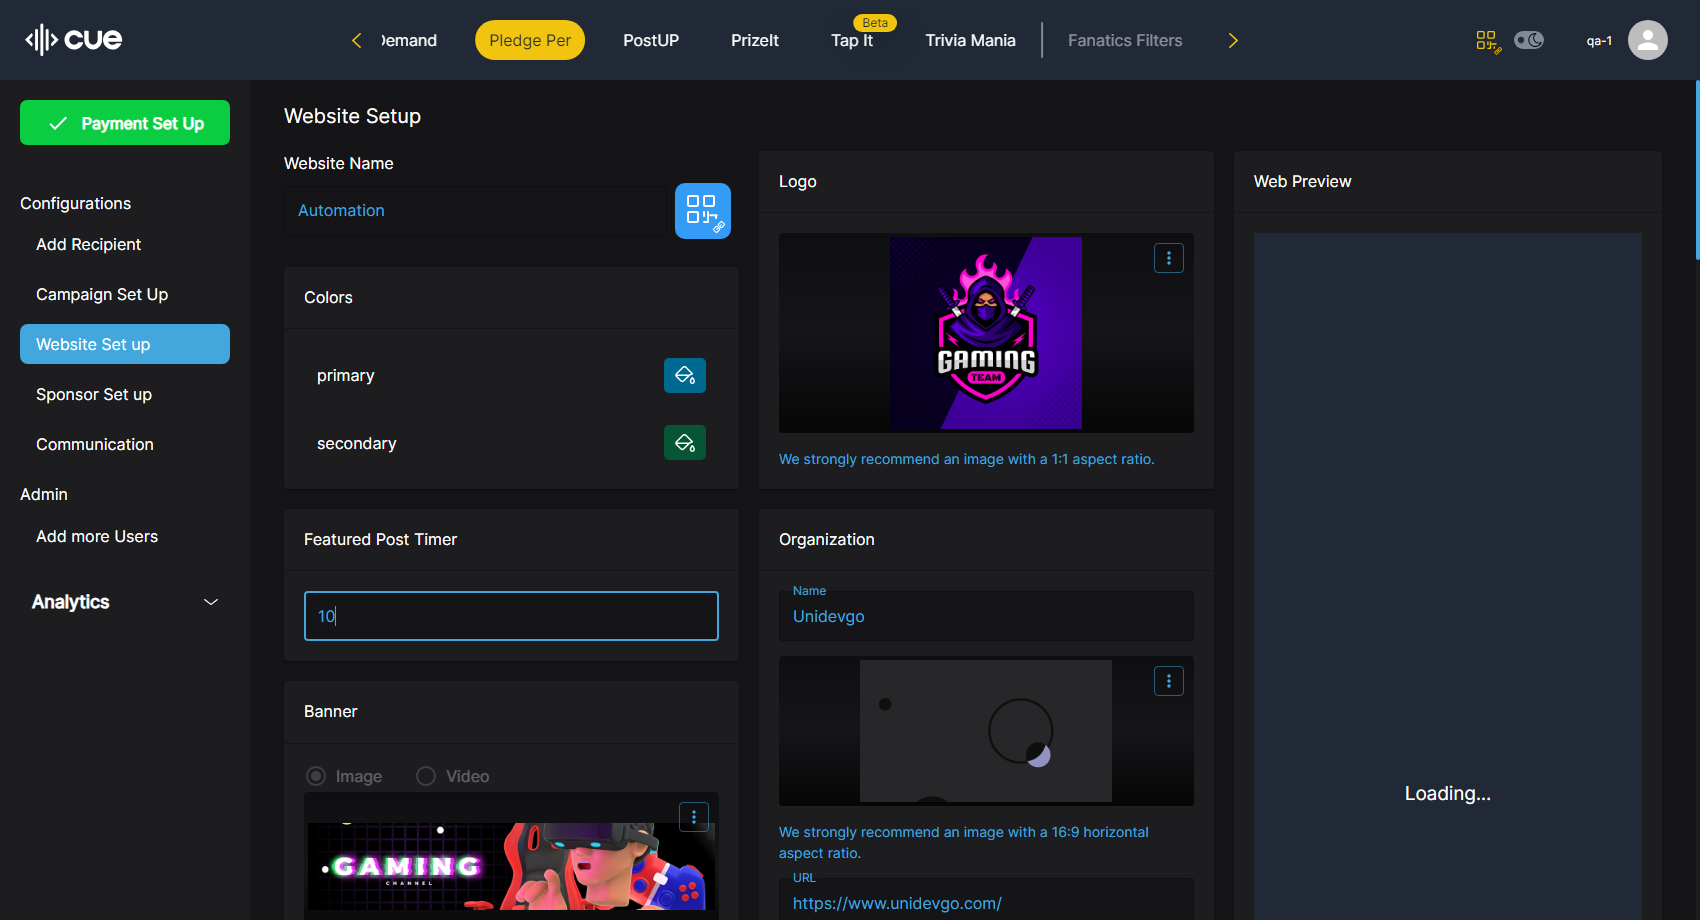 cue
Demand
Pledge Per
PostUP
PrizeIt
Beta
Tap It
Trivia Mania
Fanatics Filters
qa-1
Payment Set Up
Configurations
Add Recipient
Campaign Set Up
Website Set up
Sponsor Set up
Communication
Admin
Add more Users
Analytics
Website Setup
Website Name
Automation
Colors
primary
secondary
Featured Post Timer
10
Banner
Image
Video
GAMING
CHANNEL
Logo
GAMING
TEAM
We strongly recommend an image with a 1:1 aspect ratio.
Organization
Name
Unidevgo
We strongly recommend an image with a 16:9 horizontal
aspect ratio.
URL
https://www.unidevgo.com/
Web Preview
Loading...